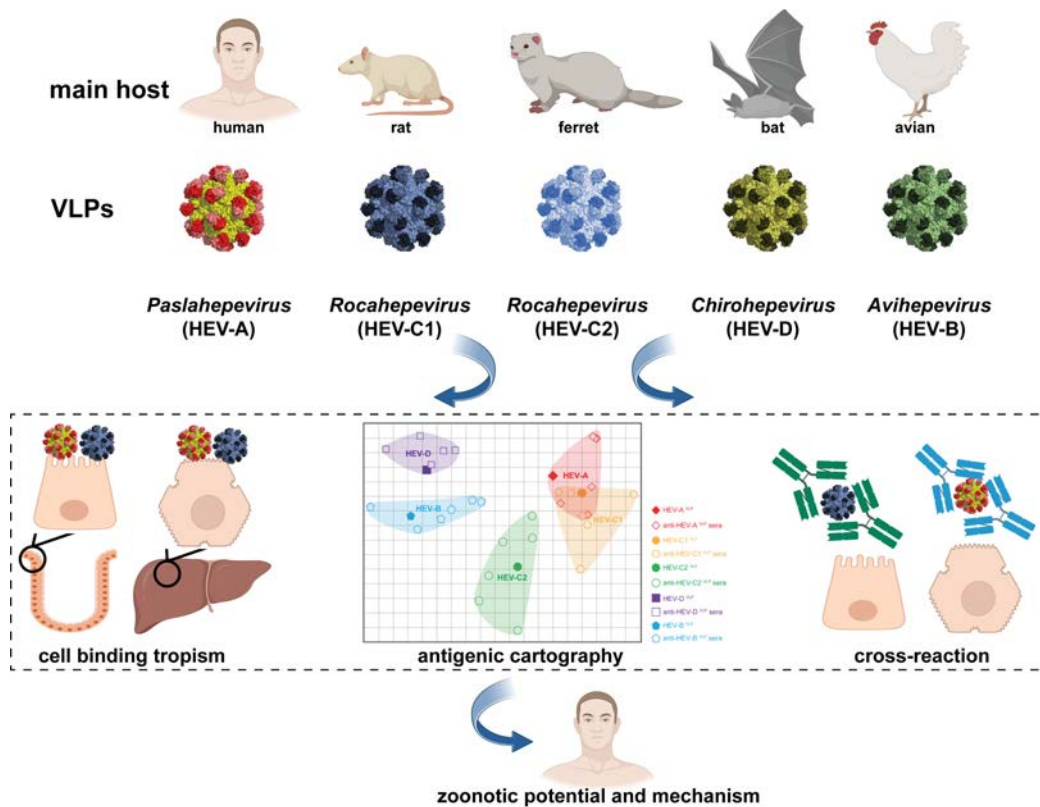 main host
human
rat
ferret
bat
avian
VLPs
Paslahepevirus
(HEV-A)
Rocahepevirus
(HEV-C1)
Rocahepevirus
(HEV-C2)
Chirohepevirus
(HEV-D)
Avihepevirus
(HEV-B)
HEV-D
HEV-A
HEV-B
HEV-C1
HEV-C2
HEV-A VLP
anti-HEV-A VLP sera
HEV-C1 VLP
anti-HEV-C1 VLP sera
HEV-C2 VLP
anti-HEV-C2 VLP sera
HEV-D VLP
anti-HEV-D VLP sera
HEV-B VLP
anti-HEV-B VLP sera
cell binding tropism
antigenic cartography
cross-reaction
zoonotic potential and mechanism